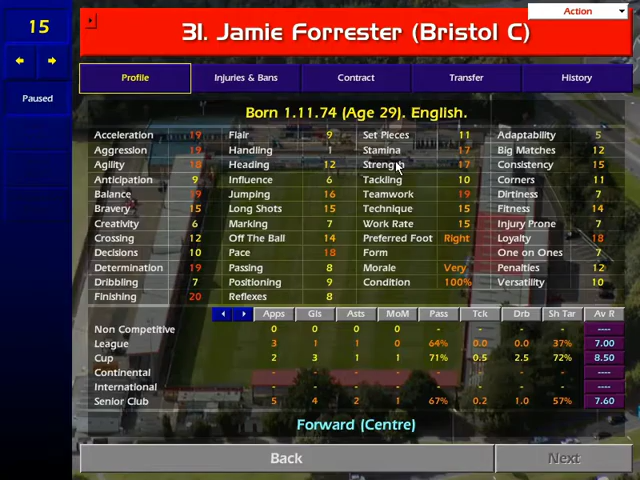 15
Paused
Action
31. Jamie Forrester (Bristol C)
Profile Injuries & Bans Contract Transfer History
Born 1.11.74 (Age 29). English.
Acceleration 19 Flair 9 Set Pieces 11 Adaptability 5
Aggression 19 Handling 1 Stamina 17 Big Matches 12
Agility 18 Heading 12 Strength 17 Consistency 15
Anticipation 9 Influence 6 Tackling 10 Corners 11
Balance 19 Jumping 16 Teamwork 19 Dirtiness 7
Bravery 15 Long Shots 15 Technique 15 Fitness 14
Creativity 6 Marking 7 Work Rate 15 Injury Prone 7
Crossing 12 Off The Ball 14 Preferred Foot Right Loyalty 18
Decisions 10 Pace 18 Form One on Ones 7
Determination 19 Passing 8 Morale Very Penalties 12
Dribbling 7 Positioning 9 Condition 100% Versatility 10
Finishing 20 Reflexes 8
Apps Gls Asts MoM Pass Tck Drb Sh Tar Av R
Non Competitive 0 0 0 0 - - - - ----
League 3 1 1 0 64% 0.0 0.0 37% 7.00
Cup 2 3 1 1 71% 0.5 2.5 72% 8.50
Continental - - - - - - - - ----
International - - - - - - - - ----
Senior Club 5 4 2 1 67% 0.2 1.0 57% 7.60
Forward (Centre)
Back Next